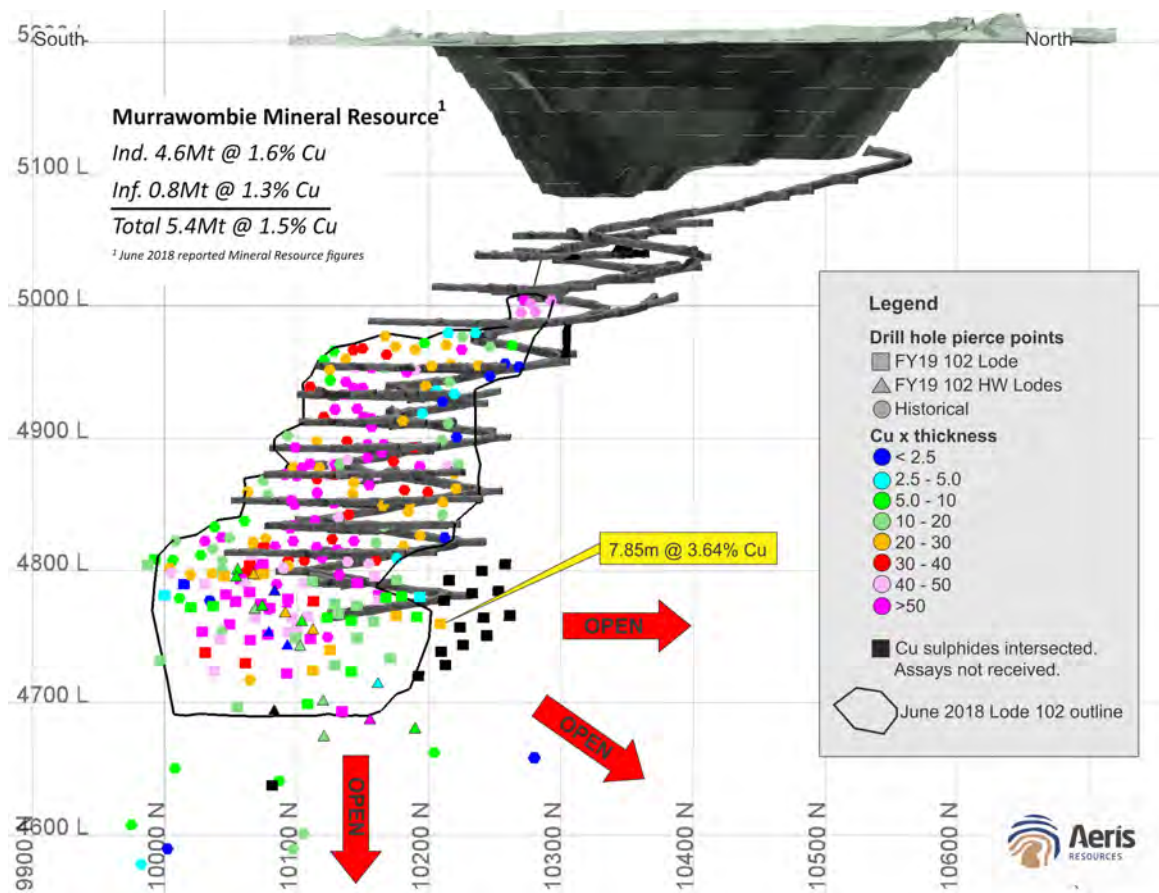 5200 L
South
North
Murrawombie Mineral Resource1
Ind. 4.6Mt @ 1.6% Cu
Inf. 0.8Mt @ 1.3% Cu
Total 5.4Mt @ 1.5% Cu
1 June 2018 reported Mineral Resource figures
5100 L
5000 L
4900 L
4800 L
4700 L
4600 L
7.85m @ 3.64% Cu
OPEN
OPEN
OPEN
Legend
Drill hole pierce points
FY19 102 Lode
FY19 102 HW Lodes
Historical
Cu x thickness
< 2.5
2.5 - 5.0
5.0 - 10
10 - 20
20 - 30
30 - 40
40 - 50
>50
Cu sulphides intersected.
Assays not received.
June 2018 Lode 102 outline
9900 N
10000 N
10100 N
10200 N
10300 N
10400 N
10500 N
10600 N
Aeris
RESOURCES